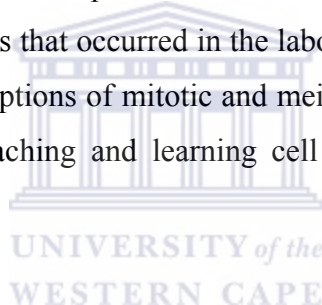 s that occurred in the labo
ptions of mitotic and mei
aching and learning cell
UNIVERSITY of the
WESTERN CAPE